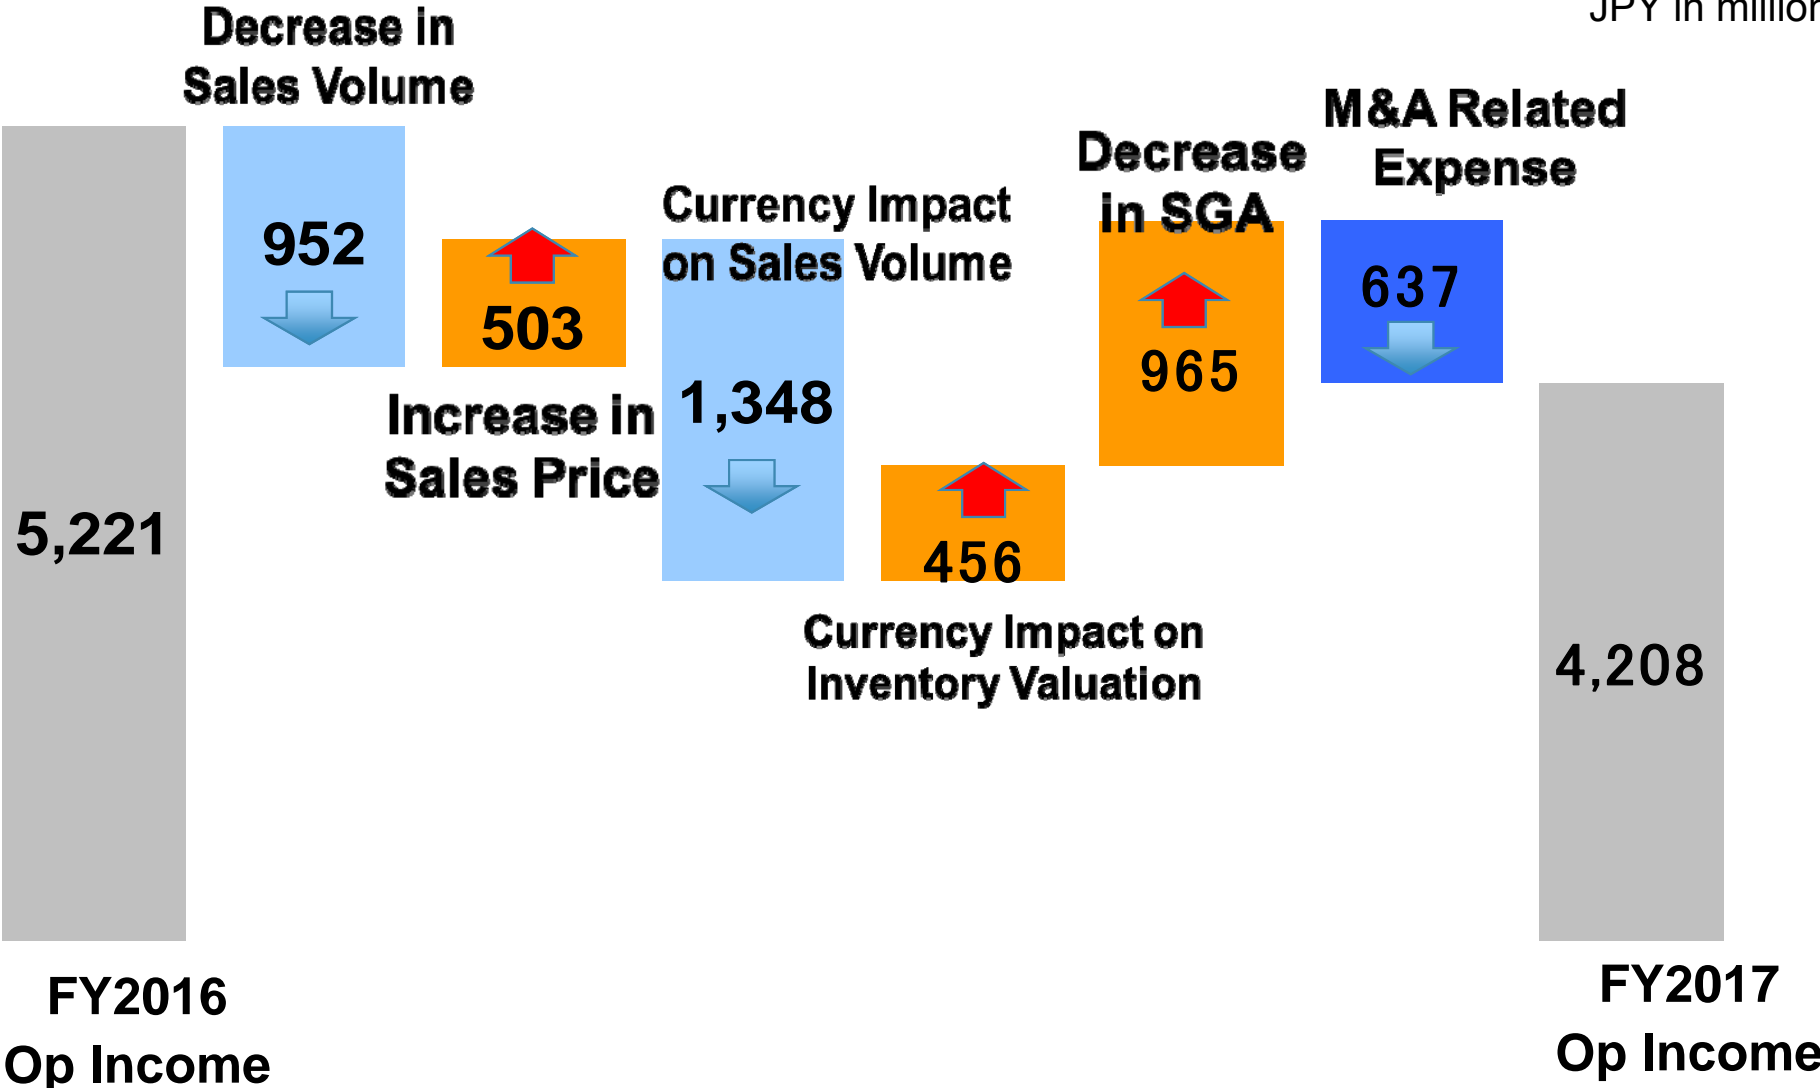 JPY in million
Decrease in
Sales Volume
952
503
Increase in
Sales Price
Currency Impact
on Sales Volume
1,348
456
Currency Impact on
Inventory Valuation
Decrease
in SGA
965
M&A Related
Expense
637
5,221
4,208
FY2016
Op Income
FY2017
Op Income